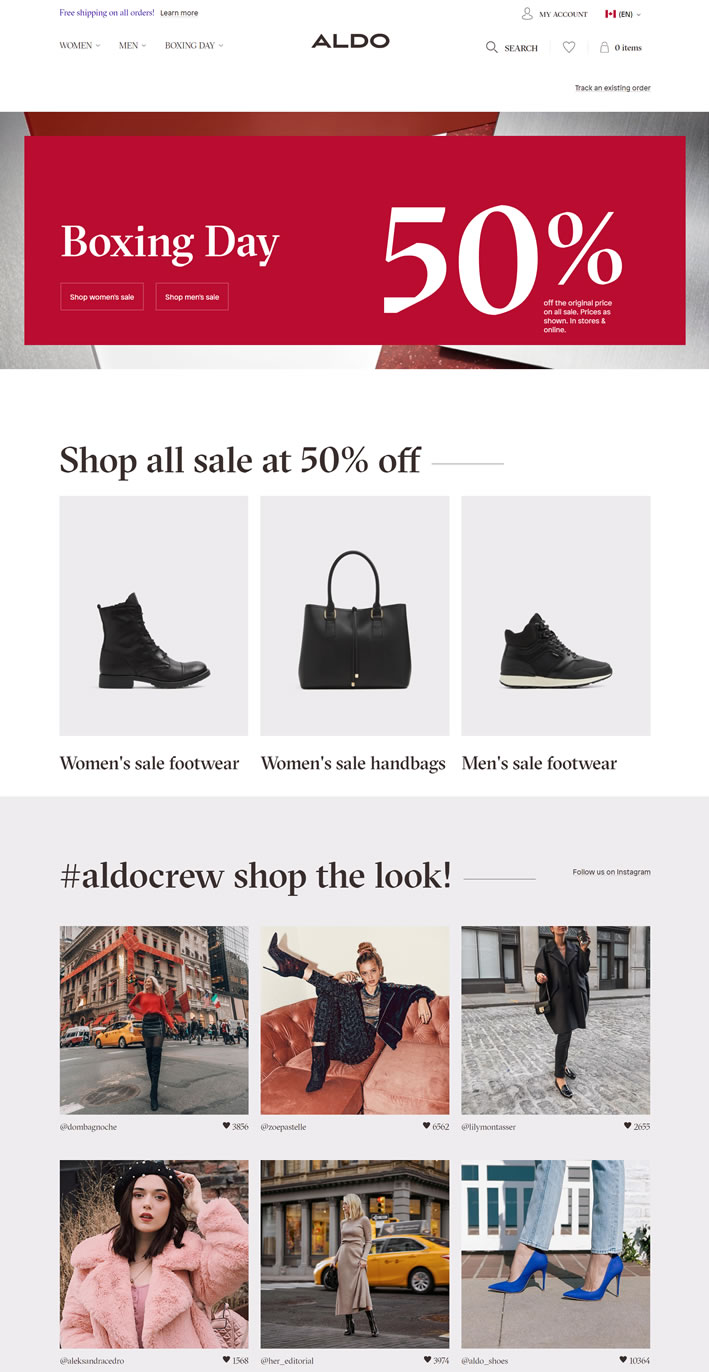 Free shipping on all orders! Learn more
MY ACCOUNT (EN)
WOMEN MEN BOXING DAY
ALDO
SEARCH 0 items
Track an existing order
Boxing Day
Shop women's sale Shop men's sale
50%
off the original price
on all sale. Prices as
shown. In stores &
online.
Shop all sale at 50% off
Women's sale footwear
Women's sale handbags
Men's sale footwear
#aldocrew shop the look!
Follow us on Instagram
@dombagnoche 3856
@zoepastelle 6562
@lilymontasser 2655
@aleksandracedro 1568
@her_editorial 3974
@aldo_shoes 10364